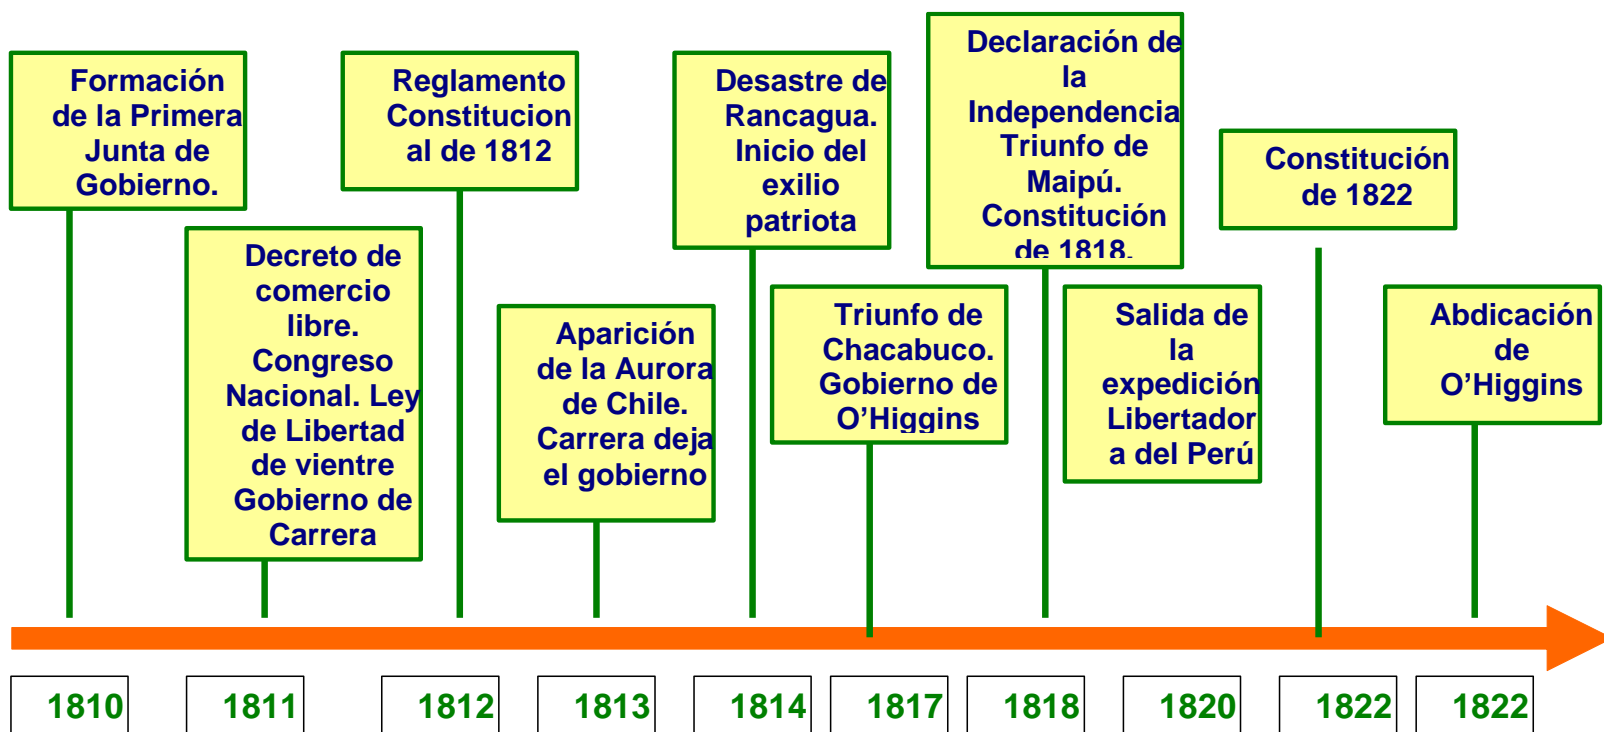 Formación
de la Primera
Junta de
Gobierno.
Decreto de
comercio
libre.
Congreso
Nacional. Ley
de Libertad
de vientre
Gobierno de
Carrera
Reglamento
Constitucion
al de 1812
Aparición
de la Aurora
de Chile.
Carrera deja
el gobierno
Desastre de
Rancagua.
Inicio del
exilio
patriota
Triunfo de
Chacabuco.
Gobierno de
O’Higgins
Declaración de
la
Independencia
Triunfo de
Maipú.
Constitución
de 1818.
Salida de
la
expedición
Libertador
a del Perú
Constitución
de 1822
Abdicación
de
O’Higgins
1810
1811
1812
1813
1814
1817
1818
1820
1822
1822